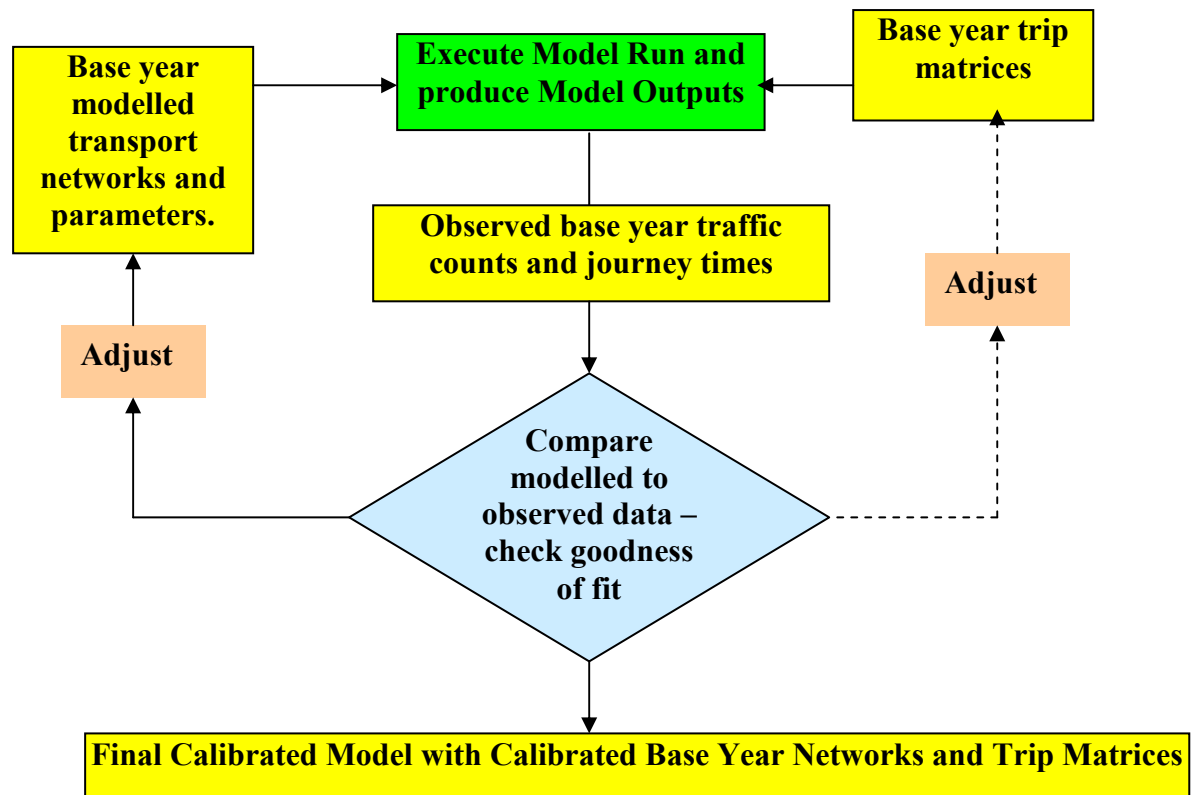 Base year
modelled
transport
networks and
parameters.
Execute Model Run and
produce Model Outputs
Base year trip
matrices
Observed base year traffic
counts and journey times
Adjust
Adjust
Compare
modelled to
observed data –
check goodness
of fit
Final Calibrated Model with Calibrated Base Year Networks and Trip Matrices